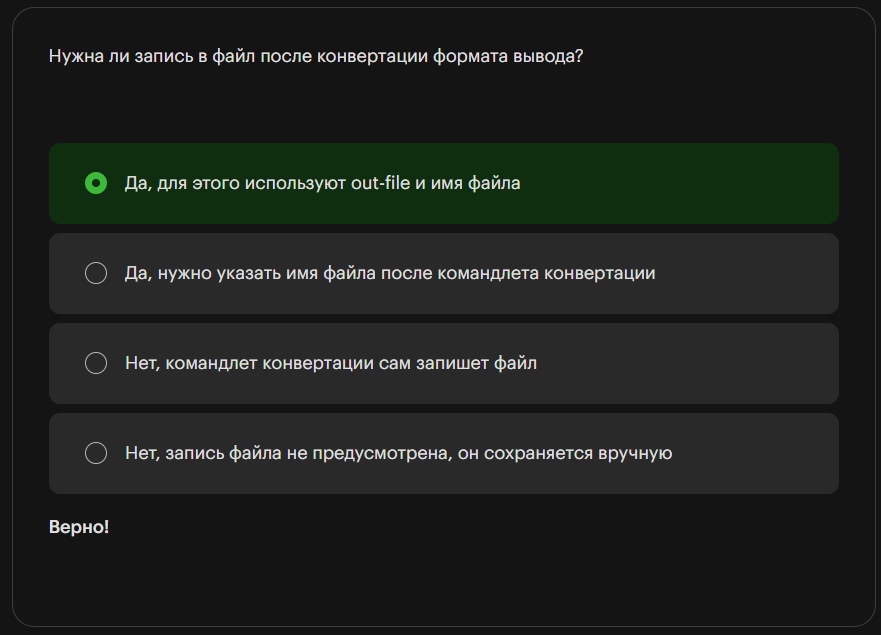 Нужна ли запись в файл после конвертации формата вывода?
Да, для этого используют out-file и имя файла
Да, нужно указать имя файла после командлета конвертации
Нет, командлет конвертации сам запишет файл
Нет, запись файла не предусмотрена, он сохраняется вручную
Верно!